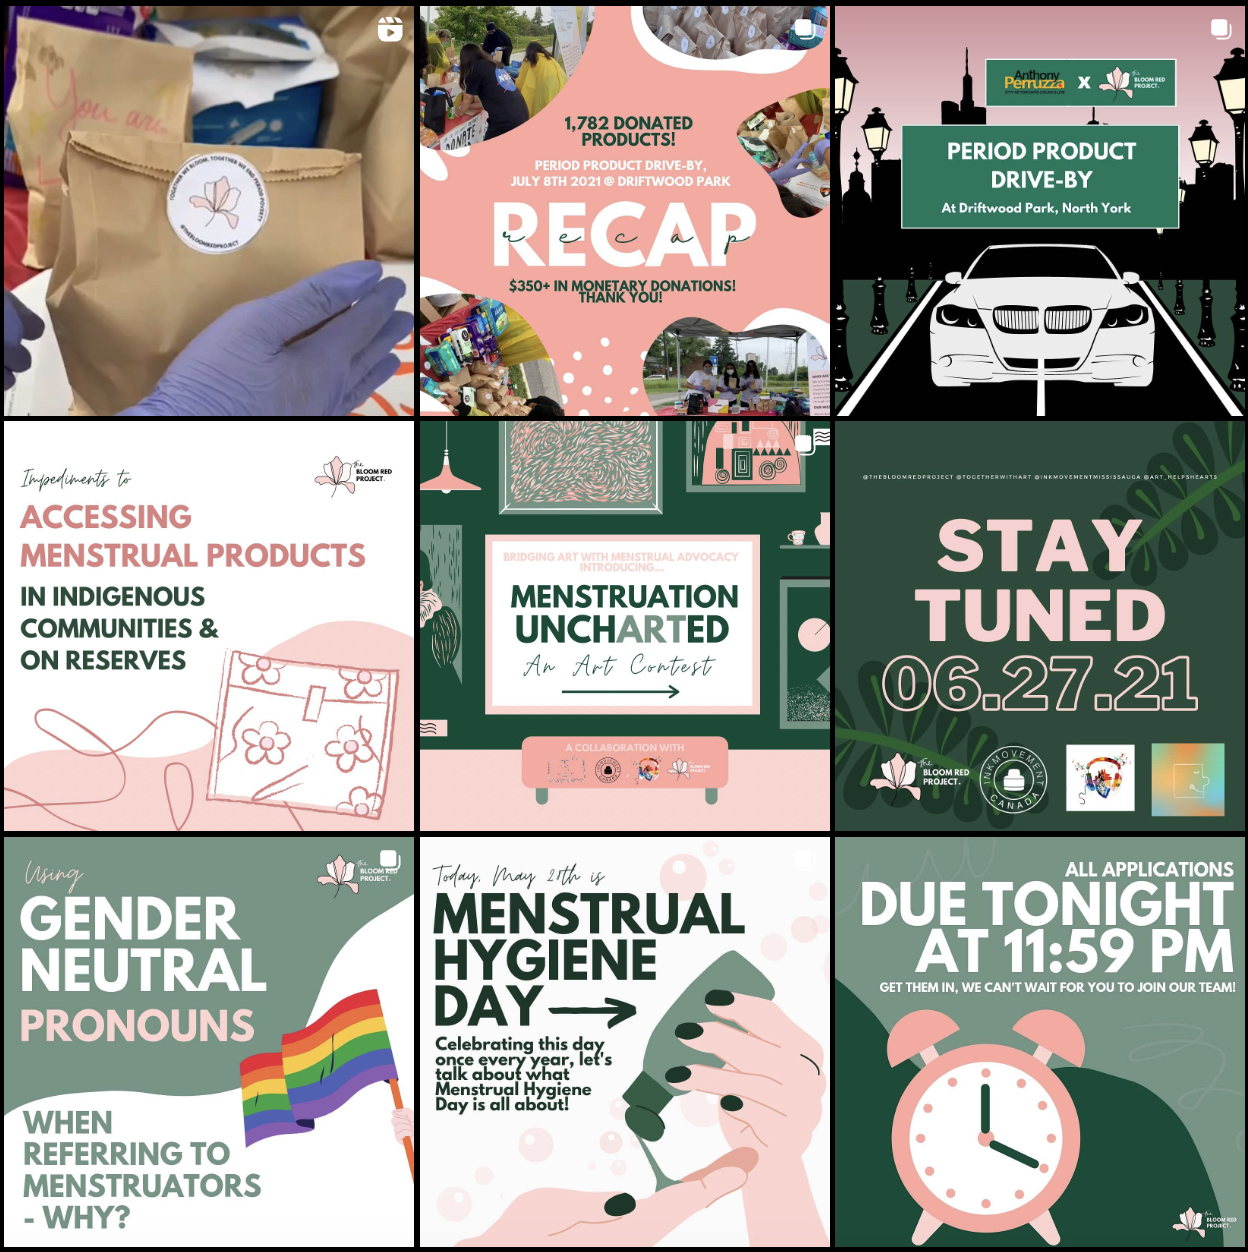 You are
TOGETHER WE BLOOM, TOGETHER WE END PERIOD POVERTY
@THEBLOOMREDPROJECT
DONATE
1,782 DONATED
PRODUCTS!
PERIOD PRODUCT DRIVE-BY,
JULY 8TH 2021 @ DRIFTWOOD PARK
RECAP
recap
$350+ IN MONETARY DONATIONS!
THANK YOU!
Anthony
Perruzza
X
the
BLOOM RED
PROJECT.
PERIOD PRODUCT
DRIVE-BY
At Driftwood Park, North York
Impediments to
the
BLOOM RED
PROJECT.
ACCESSING
MENSTRUAL PRODUCTS
IN INDIGENOUS
COMMUNITIES &
ON RESERVES
BRIDGING ART WITH MENSTRUAL ADVOCACY
INTRODUCING...
MENSTRUATION
UNCHARTED
An Art Contest
A COLLABORATION WITH
@THEBLOOMREDPROJECT @TOGETHERWITHART @INKMOVEMENTMISSISSAUGA @ART_HELPSHEARTS
STAY
TUNED
06.27.21
the
BLOOM RED
PROJECT.
INKMOVEMENT
CANADA
Using
the
BLOOM RED
PROJECT.
GENDER
NEUTRAL
PRONOUNS
WHEN
REFERRING TO
MENSTRUATORS
- WHY?
Today, May 28th is
MENSTRUAL
HYGIENE
DAY
Celebrating this day
once every year, let's
talk about what
Menstrual Hygiene
Day is all about!
ALL APPLICATIONS
DUE TONIGHT
AT 11:59 PM
GET THEM IN, WE CAN'T WAIT FOR YOU TO JOIN OUR TEAM!
the
BLOOM RED
PROJECT.